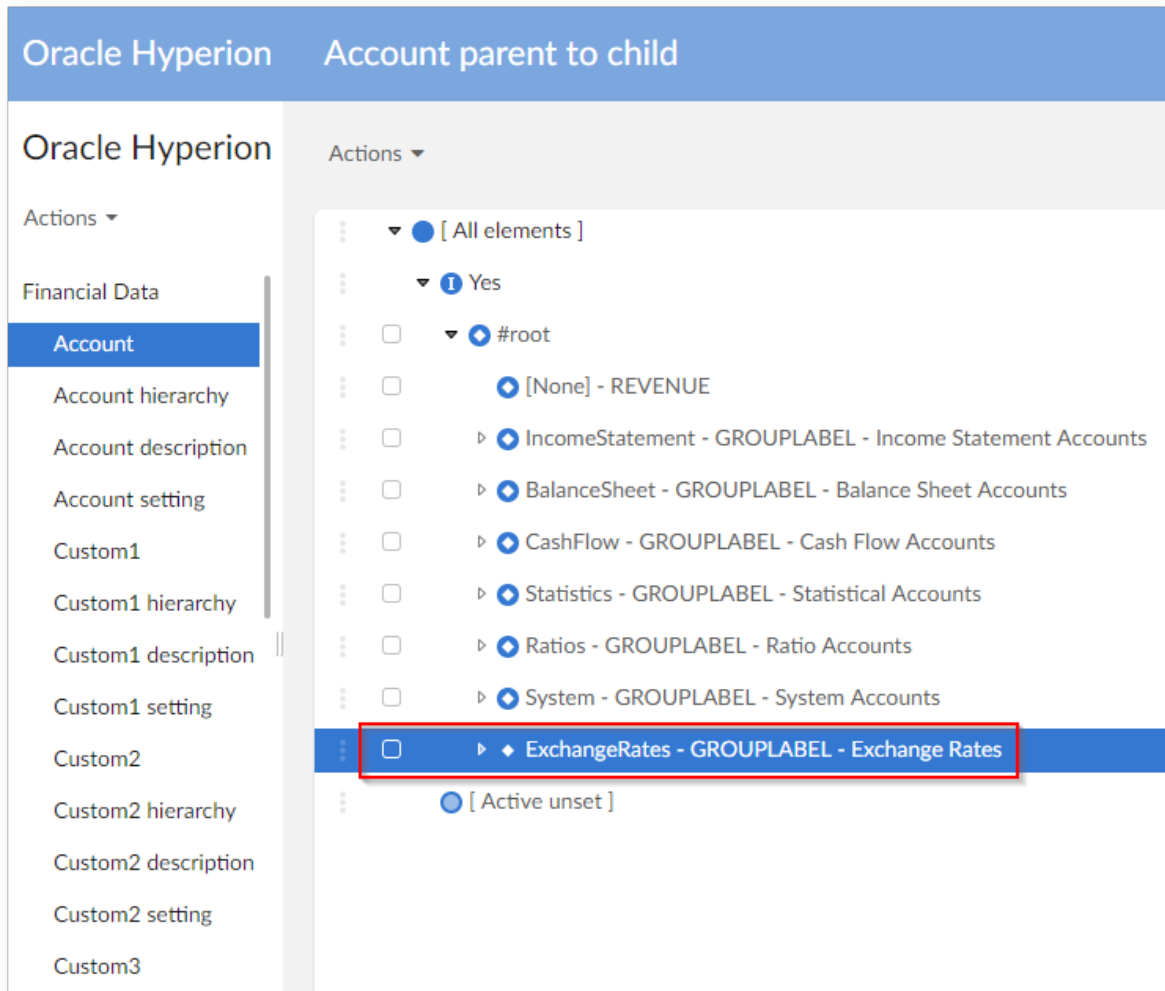 Oracle Hyperion
Account parent to child
Oracle Hyperion
Actions
Financial Data
Account
Account hierarchy
Account description
Account setting
Custom1
Custom1 hierarchy
Custom1 description
Custom1 setting
Custom2
Custom2 hierarchy
Custom2 description
Custom2 setting
Custom3
Actions
[ All elements ]
Yes
#root
[None] - REVENUE
IncomeStatement - GROUPLABEL - Income Statement Accounts
BalanceSheet - GROUPLABEL - Balance Sheet Accounts
CashFlow - GROUPLABEL - Cash Flow Accounts
Statistics - GROUPLABEL - Statistical Accounts
Ratios - GROUPLABEL - Ratio Accounts
System - GROUPLABEL - System Accounts
ExchangeRates - GROUPLABEL - Exchange Rates
[ Active unset ]